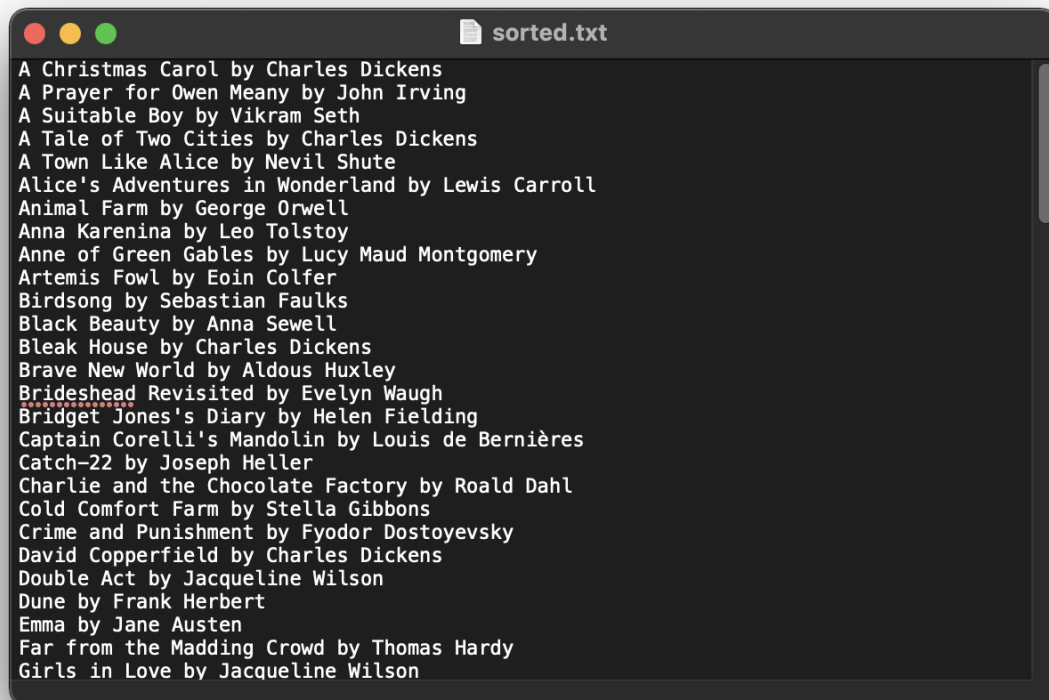 sorted.txt
A Christmas Carol by Charles Dickens
A Prayer for Owen Meany by John Irving
A Suitable Boy by Vikram Seth
A Tale of Two Cities by Charles Dickens
A Town Like Alice by Nevil Shute
Alice's Adventures in Wonderland by Lewis Carroll
Animal Farm by George Orwell
Anna Karenina by Leo Tolstoy
Anne of Green Gables by Lucy Maud Montgomery
Artemis Fowl by Eoin Colfer
Birdsong by Sebastian Faulks
Black Beauty by Anna Sewell
Bleak House by Charles Dickens
Brave New World by Aldous Huxley
Brideshead Revisited by Evelyn Waugh
Bridget Jones's Diary by Helen Fielding
Captain Corelli's Mandolin by Louis de Bernières
Catch-22 by Joseph Heller
Charlie and the Chocolate Factory by Roald Dahl
Cold Comfort Farm by Stella Gibbons
Crime and Punishment by Fyodor Dostoyevsky
David Copperfield by Charles Dickens
Double Act by Jacqueline Wilson
Dune by Frank Herbert
Emma by Jane Austen
Far from the Madding Crowd by Thomas Hardy
Girls in Love by Jacqueline Wilson